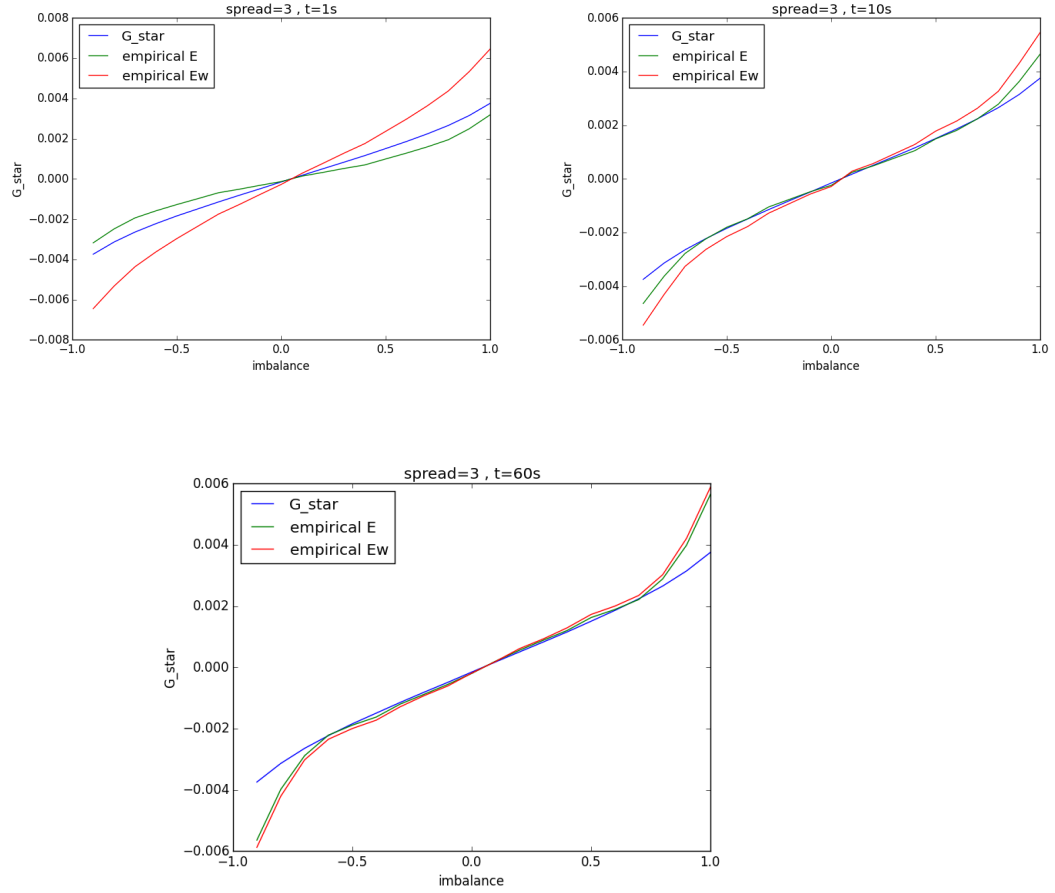 spread=3 , t=1s
0.008
0.006
0.004
0.002
0.000
−0.002
−0.004
−0.006
−0.008
G_star
G_star
empirical E
empirical Ew
−1.0 −0.5 0.0 0.5 1.0
imbalance
spread=3 , t=10s
0.006
0.004
0.002
0.000
−0.002
−0.004
−0.006
G_star
G_star
empirical E
empirical Ew
−1.0 −0.5 0.0 0.5 1.0
imbalance
spread=3 , t=60s
0.006
0.004
0.002
0.000
−0.002
−0.004
−0.006
G_star
G_star
empirical E
empirical Ew
−1.0 −0.5 0.0 0.5 1.0
imbalance